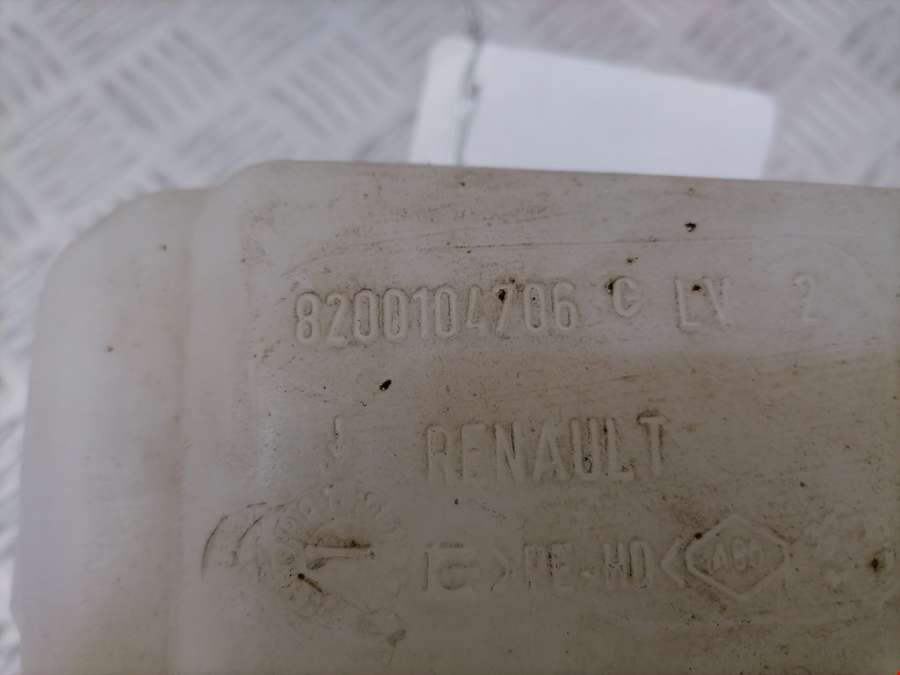 8200104706 C LV 2
RENAULT
>PE-HD<